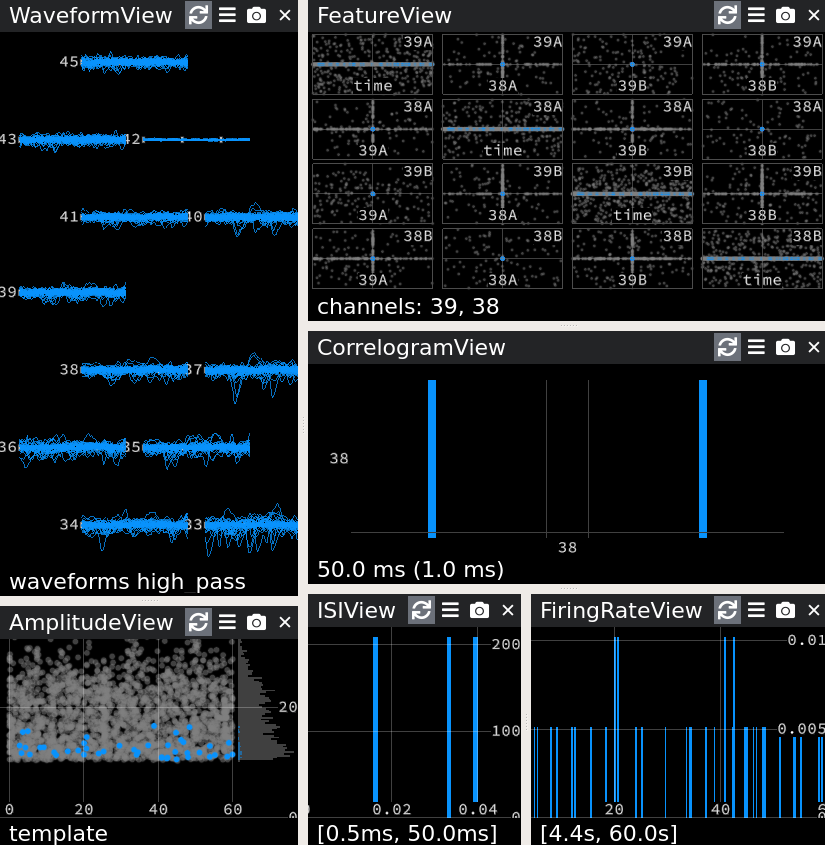 WaveformView
45
43 42
41 40
39
38 37
36 35
34 33
waveforms high_pass
FeatureView
39A 39A 39A 39A
time 38A 39B 38B
38A 38A 38A 38A
39A time 39B 38B
39B 39B 39B 39B
39A 38A time 38B
38B 38B 38B 38B
39A 38A 39B time
channels: 39, 38
CorrelogramView
38
38
50.0 ms (1.0 ms)
AmplitudeView
20
0 20 40 60
template
ISIView
200
100
0.02 0.04
[0.5ms, 50.0ms]
FiringRateView
0.01
0.005
20 40
[4.4s, 60.0s]